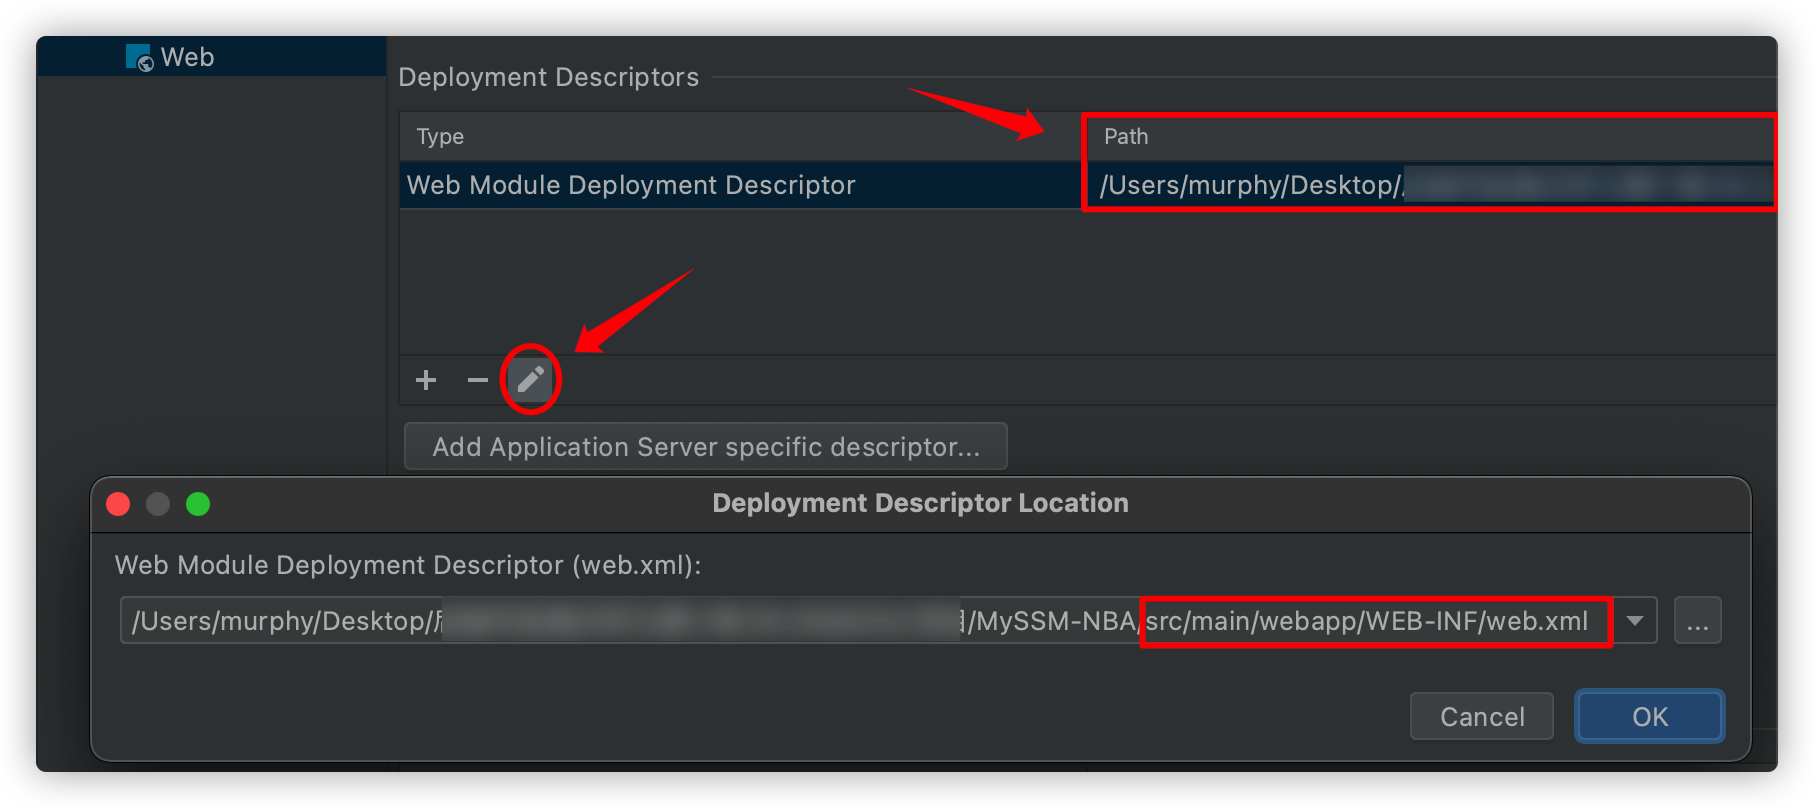 Web
Deployment Descriptors
Type Path
Web Module Deployment Descriptor /Users/murphy/Desktop/
Add Application Server specific descriptor...
Deployment Descriptor Location
Web Module Deployment Descriptor (web.xml):
/Users/murphy/Desktop/ /MySSM-NBA/src/main/webapp/WEB-INF/web.xml ...
Cancel OK